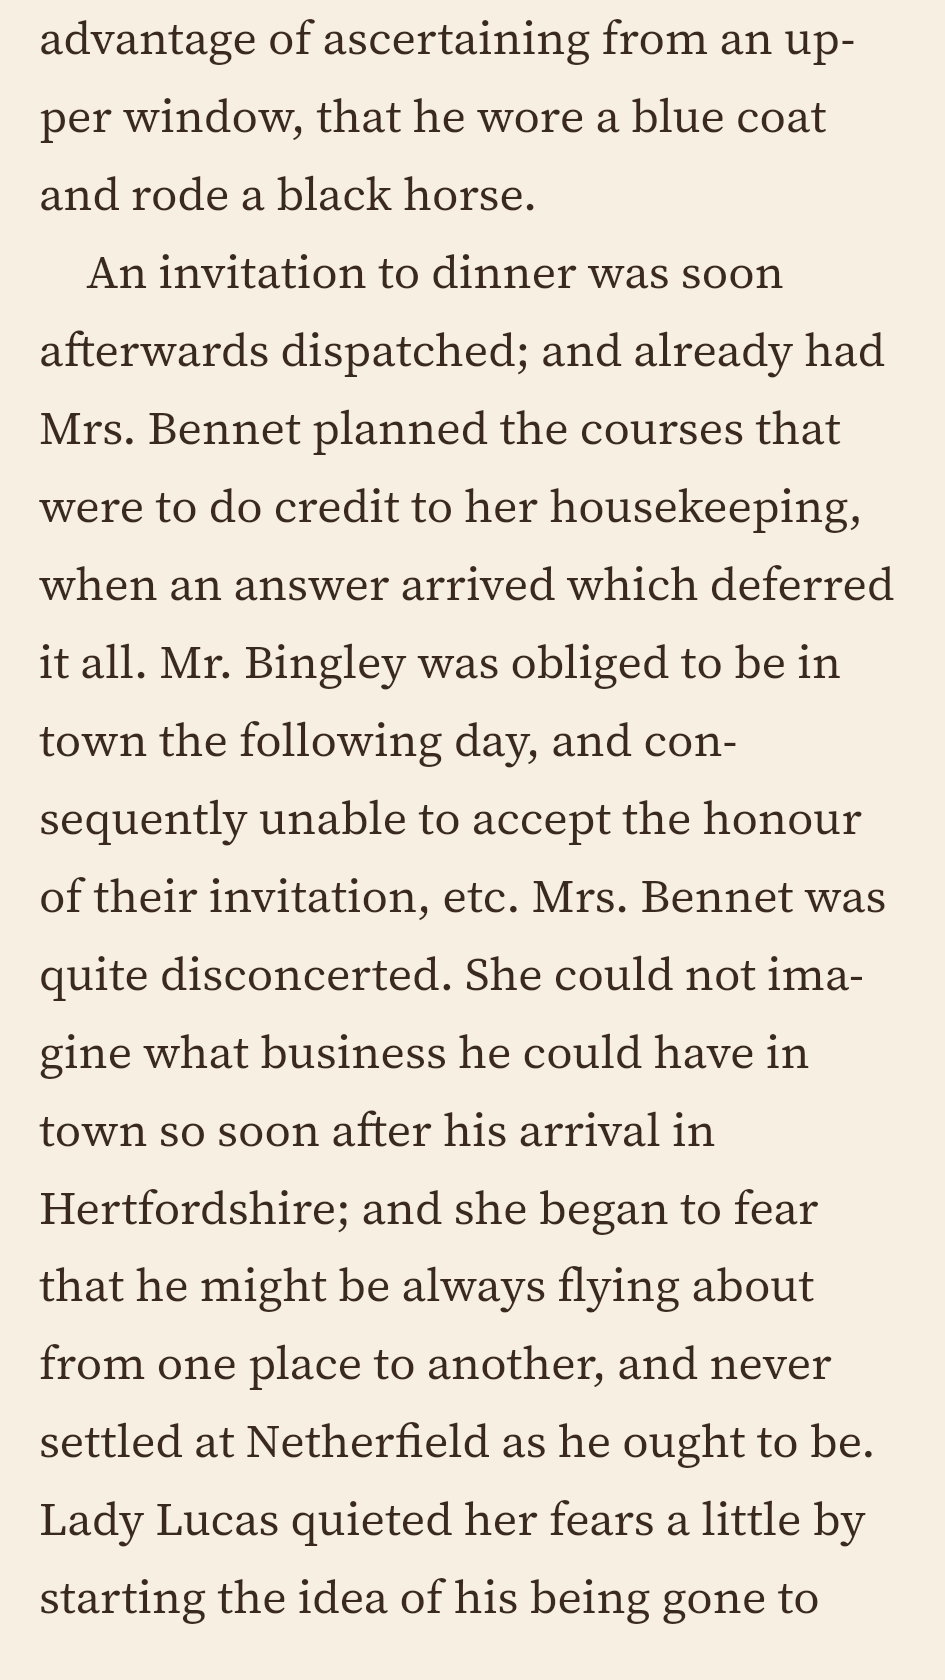 advantage of ascertaining from an up-
per window, that he wore a blue coat
and rode a black horse.
An invitation to dinner was soon
afterwards dispatched; and already had
Mrs. Bennet planned the courses that
were to do credit to her housekeeping,
when an answer arrived which deferred
it all. Mr. Bingley was obliged to be in
town the following day, and con-
sequently unable to accept the honour
of their invitation, etc. Mrs. Bennet was
quite disconcerted. She could not ima-
gine what business he could have in
town so soon after his arrival in
Hertfordshire; and she began to fear
that he might be always flying about
from one place to another, and never
settled at Netherfield as he ought to be.
Lady Lucas quieted her fears a little by
starting the idea of his being gone to